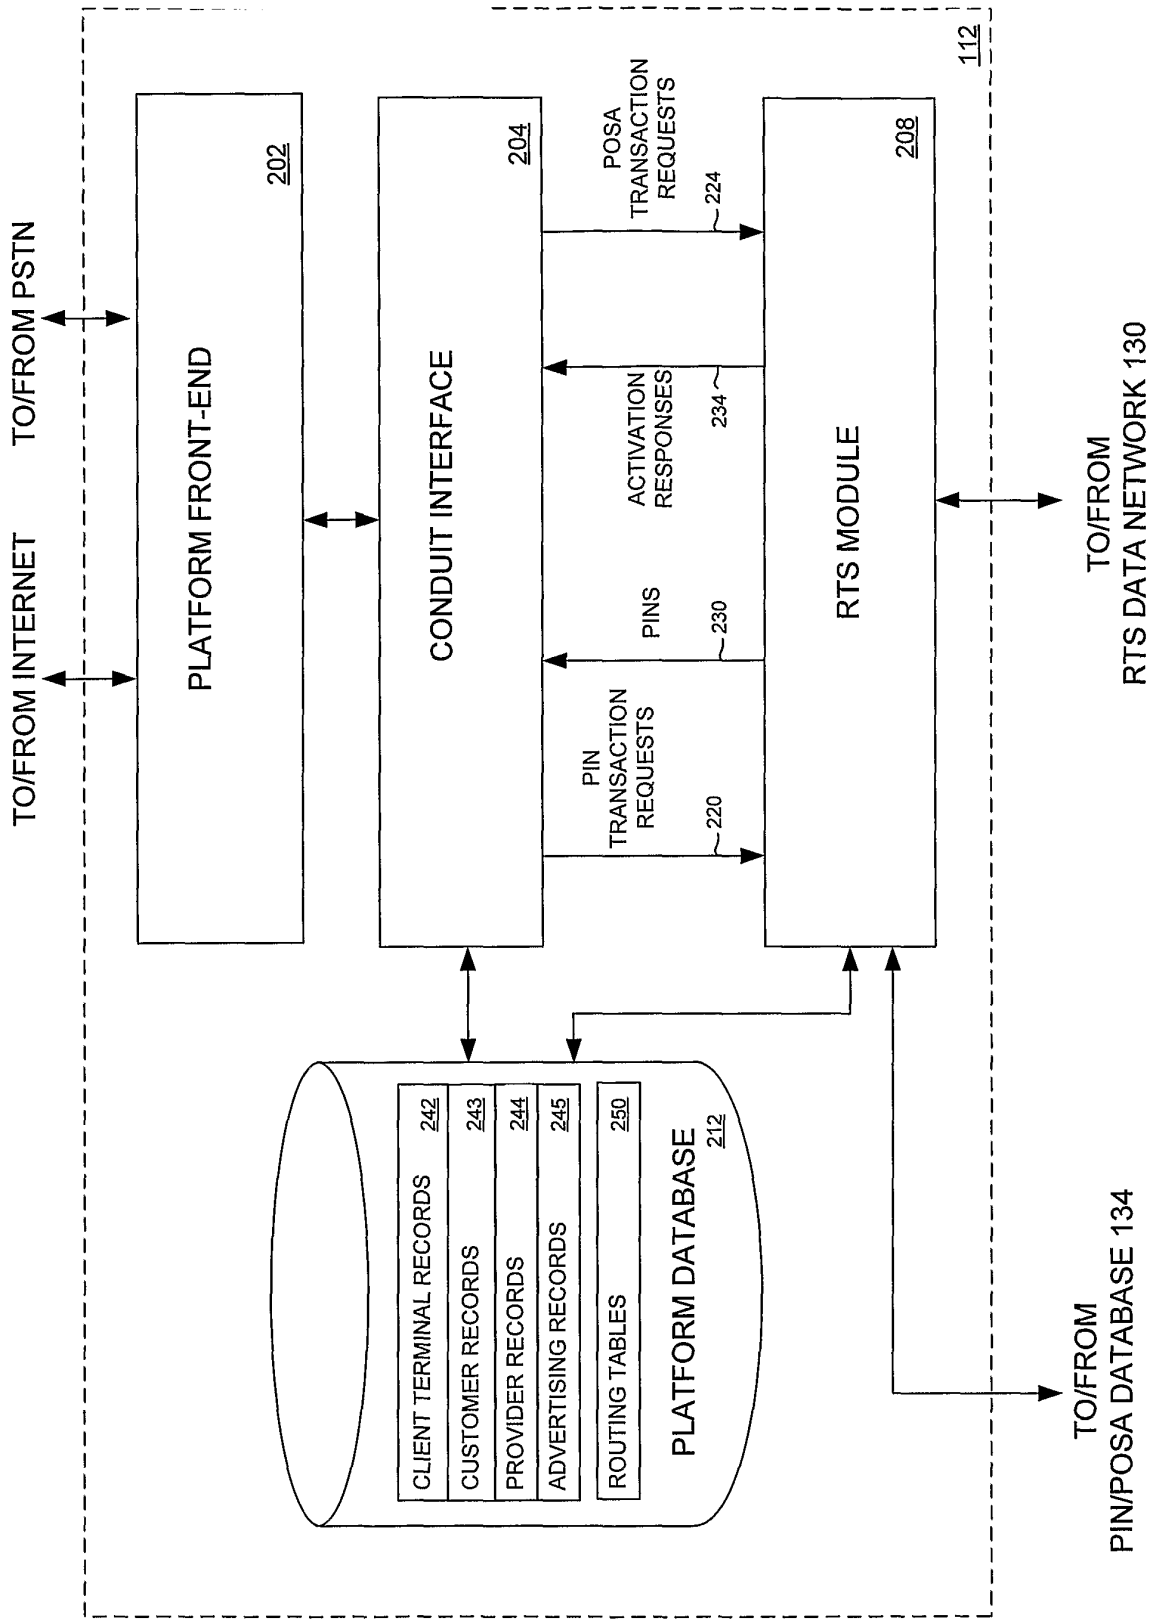 TO/FROM INTERNET
TO/FROM PSTN
PLATFORM FRONT-END
202
CONDUIT INTERFACE
204
PIN
TRANSACTION
REQUESTS
220
PINS
230
ACTIVATION
RESPONSES
234
POSA
TRANSACTION
REQUESTS
224
RTS MODULE
208
CLIENT TERMINAL RECORDS
242
CUSTOMER RECORDS
243
PROVIDER RECORDS
244
ADVERTISING RECORDS
245
ROUTING TABLES
250
PLATFORM DATABASE
212
112
TO/FROM
PIN/POSA DATABASE 134
TO/FROM
RTS DATA NETWORK 130